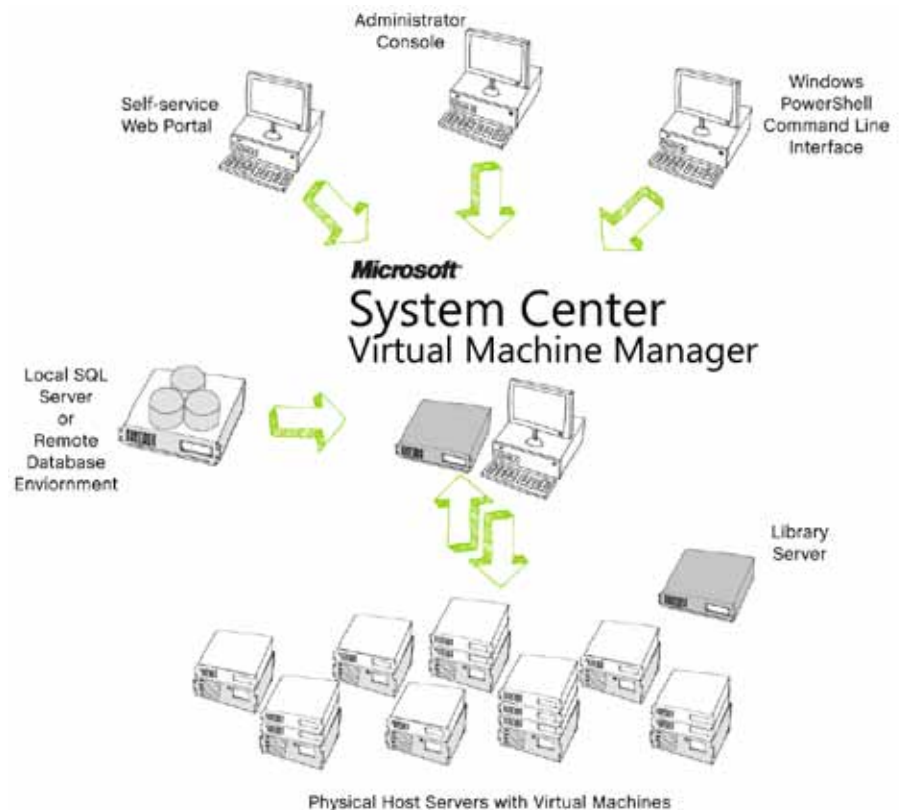 Administrator
Console
Self-service
Web Portal
Windows
PowerShell
Command Line
Interface
Microsoft
System Center
Virtual Machine Manager
Local SQL
Server
or
Remote
Database
Enviornment
Library
Server
Physical Host Servers with Virtual Machines